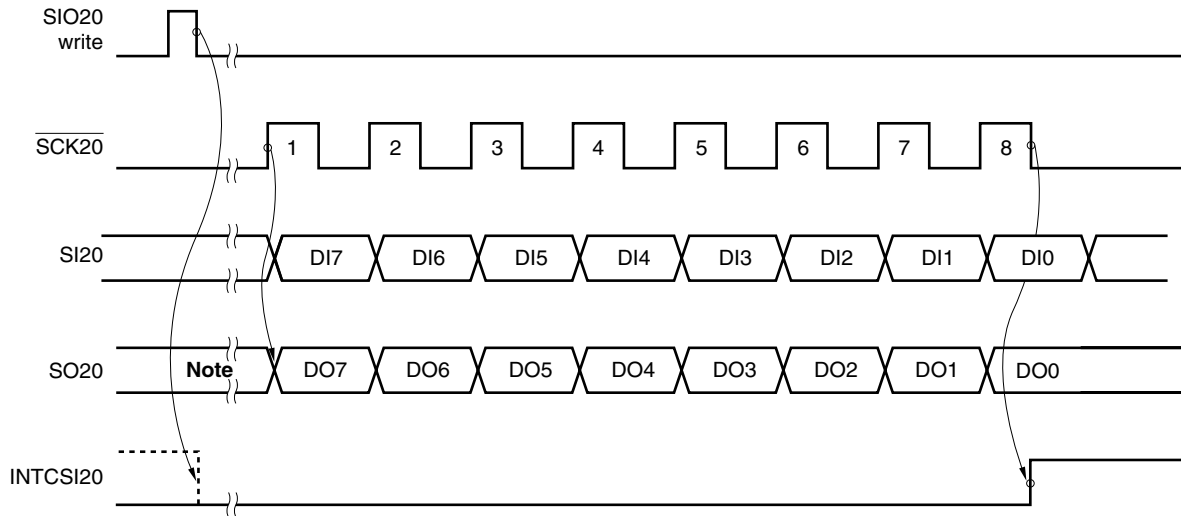 SIO20
write
SCK20
1 2 3 4 5 6 7 8
SI20
DI7 DI6 DI5 DI4 DI3 DI2 DI1 DI0
SO20
Note DO7 DO6 DO5 DO4 DO3 DO2 DO1 DO0
INTCSI20